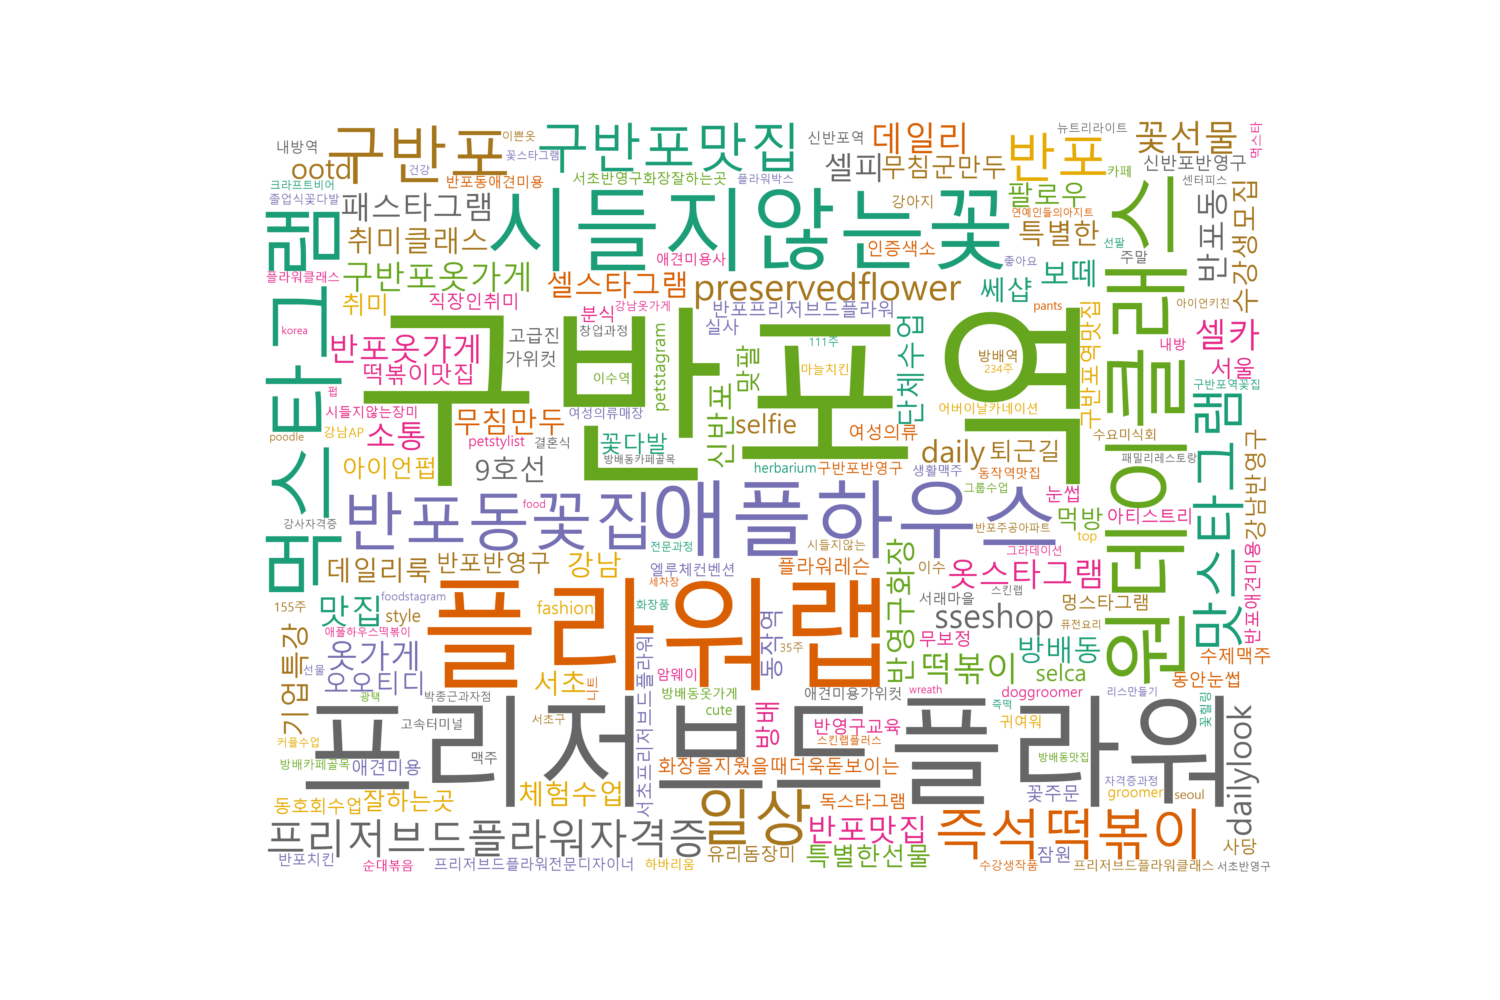 내방역
ootd
구반포
이쁜옷
꽃스타그램
건강
반포동애견미용
구반포맛집
서초반영구화장잘하는곳
플라워박스
신반포역
셀피
데일리
무침군만두
강아지
반포
뉴트리라이트
카페
꽃선물
신반포반영구
센터피스
먹스타
크라프트비어
졸업식꽃다발
패스타그램
취미클래스
시들지않는꽃
애견미용사
인증색소
연예인들의아지트
팔로우
특별한
선팔
좋아요
주말
반포동
수강생모집
플라워클래스
구반포옷가게
셀스타그램
preservedflower
쎄샵
보떼
pants
아이언키친
먹스타그램
취미
직장인취미
분식
강남옷가게
창업과정
반포프리저브드플라워
실사
korea
반포옷가게
떡볶이맛집
고급진
가위컷
구반포역
이수역
petstagram
맞팔
111주
마늘치킨
단체수업
방배역
234주
구반포역맛집
원데이클래스
셀카
내방
서울
구반포역꽃집
펍
시들지않는장미
무침만두
여성의류매장
신반포
selfie
어버이날카네이션
poodle
강남AP
소통
petstylist
결혼식
꽃다발
방배동카페골목
여성의류
daily
퇴근길
수요미식회
패밀리레스토랑
맛스타그램
강남반영구
아이언펍
9호선
herbarium
구반포반영구
생활맥주
동작역맛집
그룹수업
눈썹
강사자격증
반포동꽃집
food
애플하우스
반포주공아파트
먹방
top
아티스트리
반포애견미용
데일리룩
반포반영구
강남
전문과정
엘루체컨벤션
시들지않는
플라워레슨
반영구화장
이수
그라데이션
옷스타그램
스킨랩
서래마을
멍스타그램
155주
맛집
foodstagram
style
fashion
세차장
화장품
플라워랩
동작역
35주
sseshop
퓨전요리
애플하우스떡볶이
기업특강
옷가게
선물
오오티디
서초
니트
서초프리저브드플라워
암웨이
무보정
떡볶이
방배동
selca
수제맥주
동안눈썹
광택
박종근과자점
서초구
방배동옷가게
cute
애견미용가위컷
wreath
doggroomer
리스만들기
즉떡
꽃힐링
고속터미널
프리저브드플라워
방배
반영구교육
스킨랩플러스
귀여워
커플수업
방배카페골목
애견미용
맥주
화장을지웠을때더욱돋보이는
방배동맛집
dailylook
동호회수업
잘하는곳
체험수업
일상
독스타그램
자격증과정
꽃주문
groomer
seoul
프리저브드플라워자격증
반포맛집
즉석떡볶이
사당
반포치킨
순대볶음
프리저브드플라워전문디자이너
하바리움
유리돔장미
특별한선물
수강생작품
잠원
프리저브드플라워클래스
서초반영구